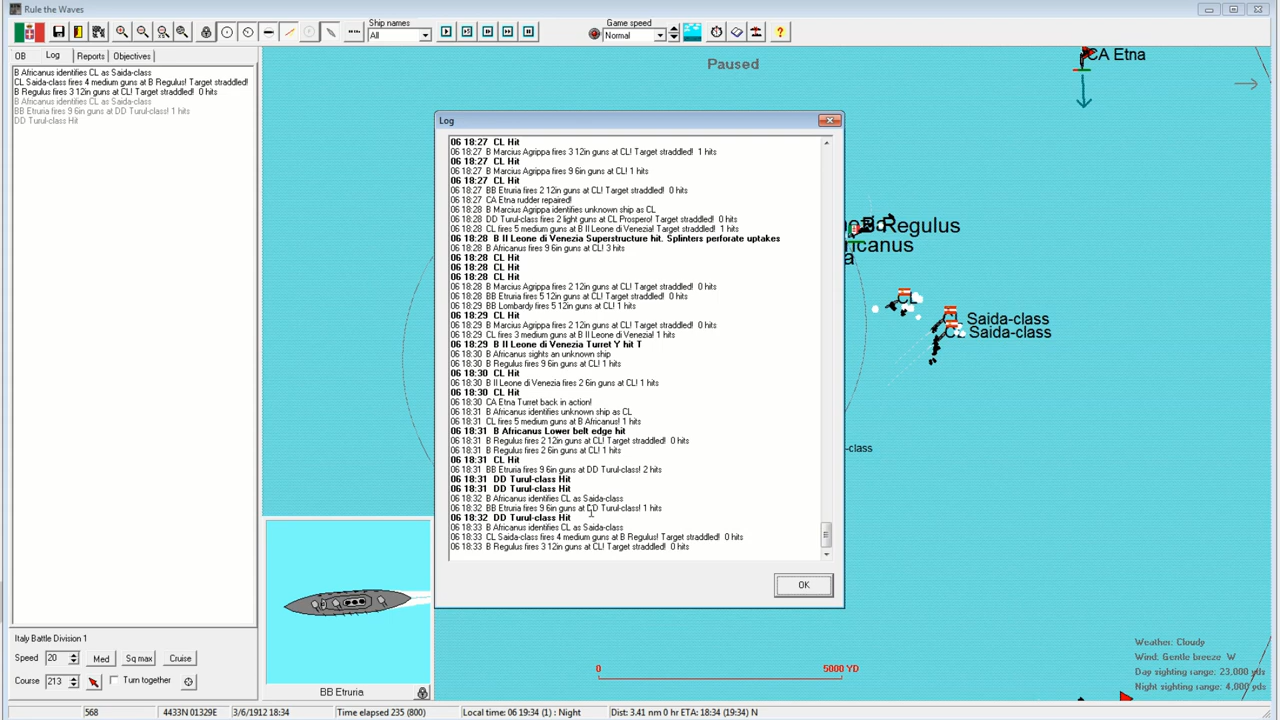 Rule the Waves
Ship names
All
Game speed
Normal
OB
Log
Reports
Objectives
B Africanus identifies CL as Saida-class
CL Saida-class fires 4 medium guns at B Regulus! Target straddled!
B Regulus fires 3 12in guns at CL! Target straddled!  0 hits
B Africanus identifies CL as Saida-class
BB Etruria fires 9 6in guns at DD Turul-class! 1 hits
DD Turul-class Hit
Paused
CA Etna
Log
06 18:27  CL Hit
06 18:27  B Marcius Agrippa fires 3 12in guns at CL! Target straddled!  1 hits
06 18:27  CL Hit
06 18:27  B Marcius Agrippa fires 9 6in guns at CL! 1 hits
06 18:27  CL Hit
06 18:27  BB Etruria fires 2 12in guns at CL! Target straddled!  0 hits
06 18:27  CA Etna rudder repaired!
06 18:28  B Marcius Agrippa identifies unknown ship as CL
06 18:28  DD Turul-class fires 2 light guns at CL Prospero! Target straddled!  0 hits
06 18:28  CL fires 5 medium guns at B Il Leone di Venezia! Target straddled!  1 hits
06 18:28  B Il Leone di Venezia Superstructure hit. Splinters perforate uptakes
06 18:28  B Africanus fires 9 6in guns at CL! 3 hits
06 18:28  CL Hit
06 18:28  CL Hit
06 18:28  CL Hit
06 18:28  B Marcius Agrippa fires 2 12in guns at CL! Target straddled!  0 hits
06 18:28  BB Etruria fires 5 12in guns at CL! Target straddled!  0 hits
06 18:29  BB Lombardy fires 5 12in guns at CL! 1 hits
06 18:29  CL Hit
06 18:29  B Marcius Agrippa fires 2 12in guns at CL! Target straddled!  0 hits
06 18:29  CL fires 3 medium guns at B Il Leone di Venezia! 1 hits
06 18:29  B Il Leone di Venezia Turret Y hit T
06 18:30  B Africanus sights an unknown ship
06 18:30  B Regulus fires 9 6in guns at CL! 1 hits
06 18:30  CL Hit
06 18:30  B Il Leone di Venezia fires 2 6in guns at CL! 1 hits
06 18:30  CL Hit
06 18:30  CA Etna Turret back in action!
06 18:31  B Africanus identifies unknown ship as CL
06 18:31  CL fires 5 medium guns at B Africanus! 1 hits
06 18:31  B Africanus Lower belt edge hit
06 18:31  B Regulus fires 2 12in guns at CL! Target straddled!  0 hits
06 18:31  B Regulus fires 2 6in guns at CL! 1 hits
06 18:31  CL Hit
06 18:31  BB Etruria fires 9 6in guns at DD Turul-class! 2 hits
06 18:31  DD Turul-class Hit
06 18:31  DD Turul-class Hit
06 18:32  B Africanus identifies CL as Saida-class
06 18:32  BB Etruria fires 9 6in guns at DD Turul-class! 1 hits
06 18:32  DD Turul-class Hit
06 18:33  B Africanus identifies CL as Saida-class
06 18:33  CL Saida-class fires 4 medium guns at B Regulus! Target straddled!  0 hits
06 18:33  B Regulus fires 3 12in guns at CL! Target straddled!  0 hits
OK
B Regulus
ricanus
CL
Saida-class
Saida-class
-class
Italy Battle Division 1
Speed 20 Med Sq max Cruise
Course 213 Turn together
BB Etruria
0
5000 YD
Weather: Cloudy
Wind: Gentle breeze  W
Day sighting range: 23,000 yds
Night sighting range: 4,000 yds
568
4433N 01329E
3/6/1912 18:34
Time elapsed 235 (800)
Local time: 06 19:34 (1) : Night
Dist: 3.41 nm 0 hr ETA: 18:34 (19:34) N